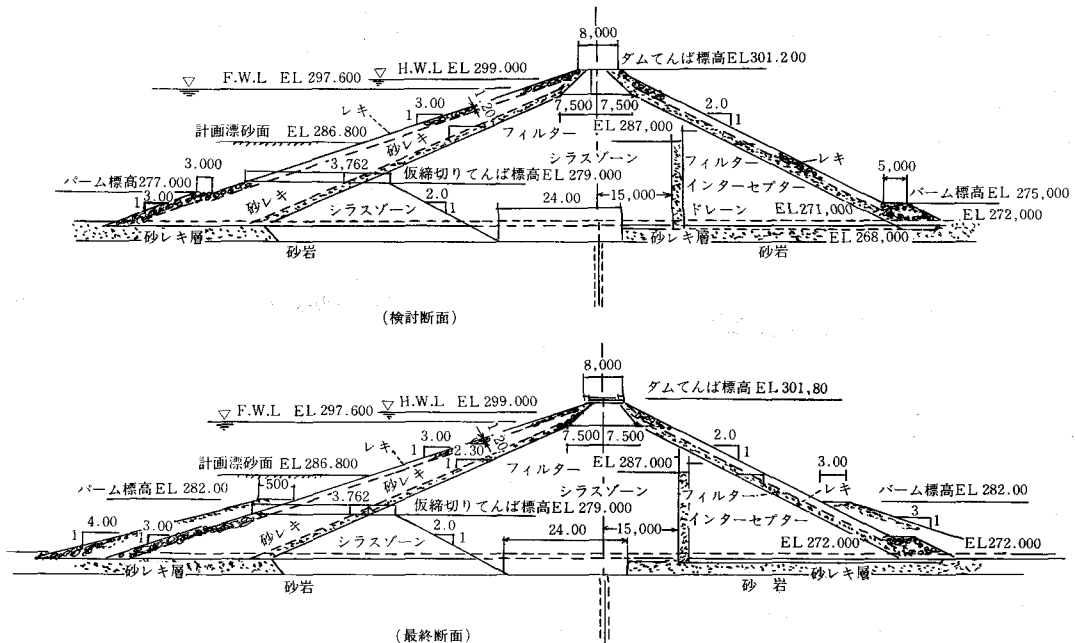 8,000
ダムてんば標高EL301.200
H.W.L EL 299.000
F.W.L EL 297.600
3.00
1
レキ
1.20
7,500 7,500
2.0
1
計画漂砂面 EL 286.800
砂レキ
フィルター
EL 287,000
シラスゾーン
フィルター
レキ
3.000
3,762
仮締切りてんば標高EL 279.000
インターセプター
5,000
バーム標高277.000
1 3.00
砂レキ
シラスゾーン
2.0
1
24.00
15,000
ドレーン
EL271,000
バーム標高EL 275,000
EL 272,000
砂レキ層
砂岩
砂レキ層
EL 268,000
砂岩
(検討断面)
8,000
ダムてんば標高EL 301,80
H.W.L EL 299.000
F.W.L EL 297.600
3.00
1
レキ
2.30
1
20
7.500 7.500
2.0
1
計画漂砂面 EL 286.800
砂レキ
フィルター
EL 287.000
3.00
シラスゾーン
フィルター
レキ
バーム標高EL 282.00
500
3.762
仮締切りてんば標高EL 279.000
インターセプター
バーム標高EL 282.00
4.00
1
3.00
1
砂レキ
シラスゾーン
2.0
1
24.00
15,000
3
1
EL 272.000
EL272.000
砂レキ層
砂岩
砂岩
砂レキ層
(最終断面)